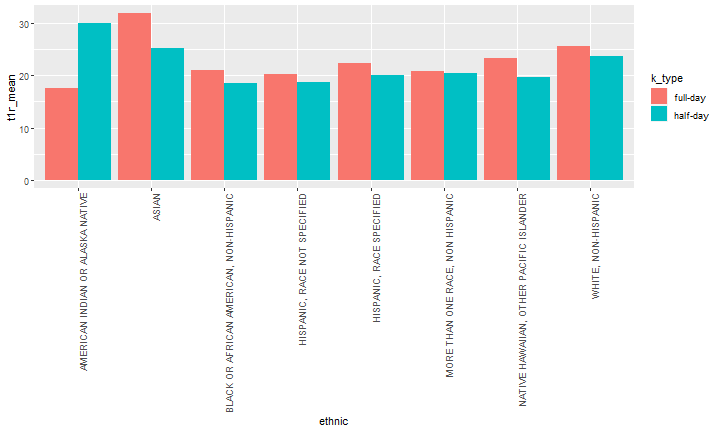 t1r_mean
30
20
10
0
AMERICAN INDIAN OR ALASKA NATIVE
ASIAN
BLACK OR AFRICAN AMERICAN, NON-HISPANIC
HISPANIC, RACE NOT SPECIFIED
HISPANIC, RACE SPECIFIED
MORE THAN ONE RACE, NON HISPANIC
NATIVE HAWAIIAN, OTHER PACIFIC ISLANDER
WHITE, NON-HISPANIC
ethnic
k_type
full-day
half-day